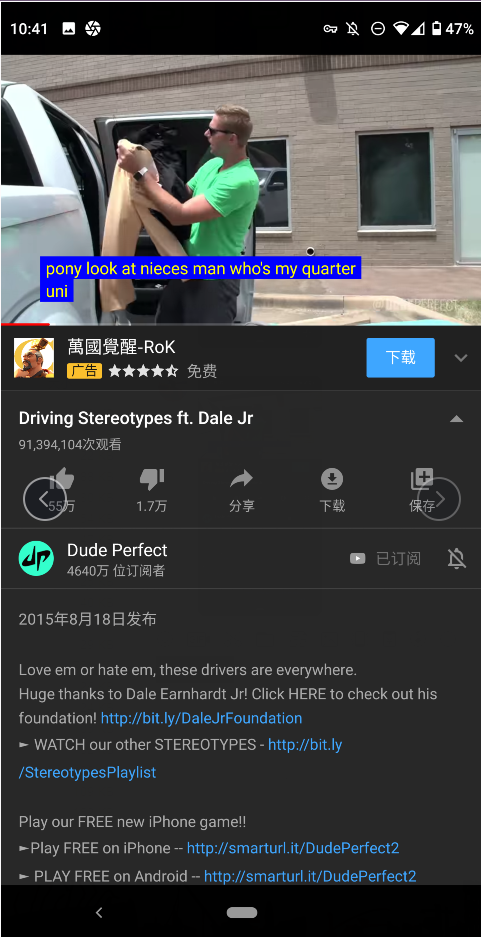 10:41
47%
pony look at nieces man who's my quarter
uni
萬國覺醒-RoK
广告
免费
下载
Driving Stereotypes ft. Dale Jr
91,394,104次观看
55万
1.7万
分享
下载
保存
Dude Perfect
4640万 位订阅者
已订阅
2015年8月18日发布
Love em or hate em, these drivers are everywhere.
Huge thanks to Dale Earnhardt Jr! Click HERE to check out his
foundation! http://bit.ly/DaleJrFoundation
► WATCH our other STEREOTYPES - http://bit.ly
/StereotypesPlaylist
Play our FREE new iPhone game!!
►Play FREE on iPhone -- http://smarturl.it/DudePerfect2
► PLAY FREE on Android -- http://smarturl.it/DudePerfect2